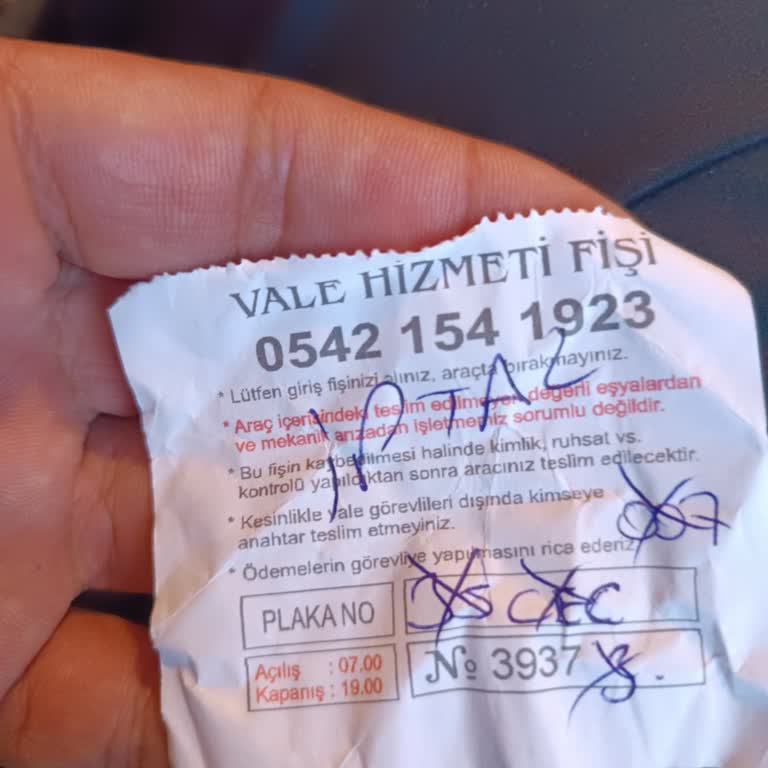 VALE HİZMETİ FİŞİ
0542 154 1923
* Lütfen giriş fişinizi alınız, araçta bırakmayınız.
İPTAL
* Araç içerisindeki teslim edilmeyen değerli eşyalardan
ve mekanik arızadan işletmemiz sorumlu değildir.
* Bu fişin kaybedilmesi halinde kimlik, ruhsat vs.
kontrolü yapıldıktan sonra aracınız teslim edilecektir.
* Kesinlikle vale görevlileri dışında kimseye
anahtar teslim etmeyiniz.
* Ödemelerin görevliye yapılmasını rica ederiz
PLAKA NO
Açılış : 07.00
Kapanış : 19.00
№ 3937